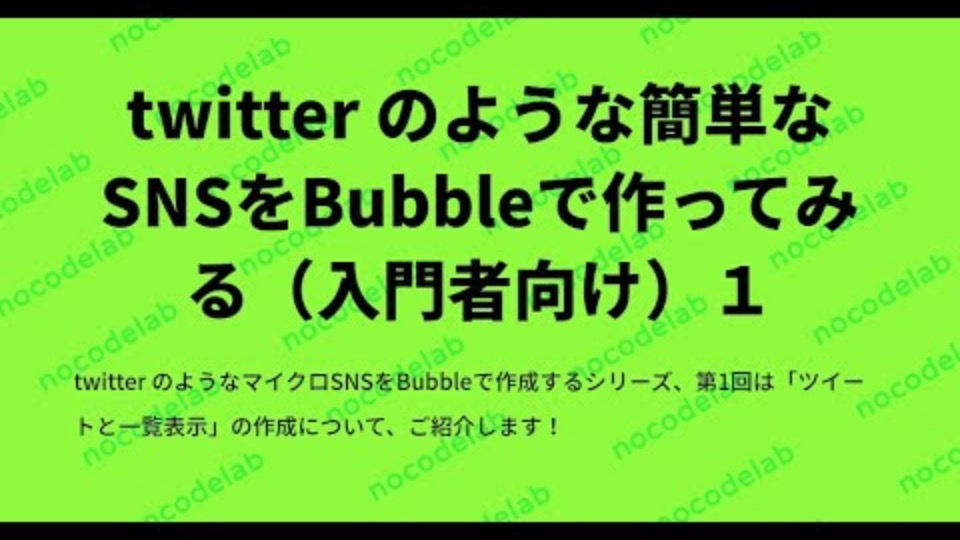 twitter のような簡単な
SNSをBubbleで作ってみ
る（入門者向け）１
twitter のようなマイクロSNSをBubbleで作成するシリーズ、第1回は「ツイー
トと一覧表示」の作成について、ご紹介します！
nocodelab